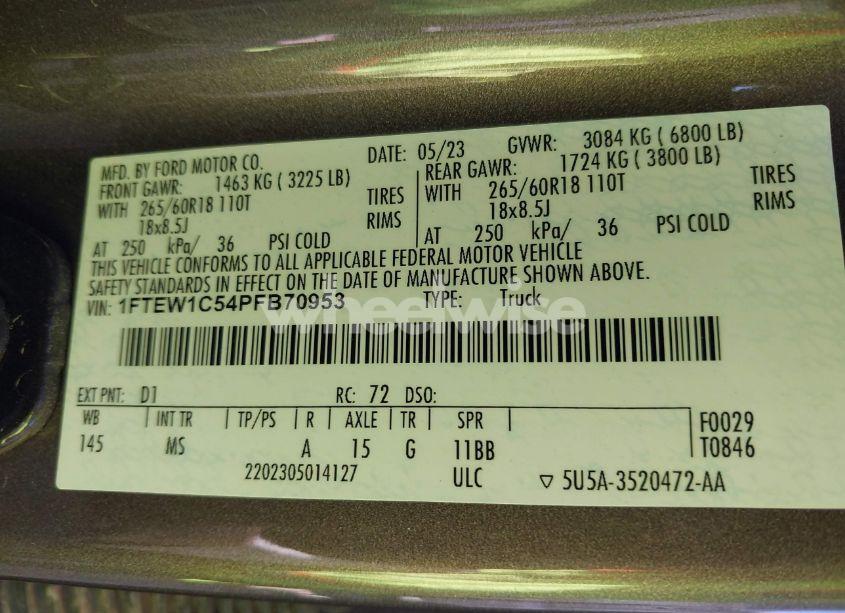 MFD. BY FORD MOTOR CO. DATE: 05/23 GVWR: 3084 KG ( 6800 LB)
FRONT GAWR: 1463 KG ( 3225 LB) REAR GAWR: 1724 KG ( 3800 LB)
WITH 265/60R18 110T TIRES WITH 265/60R18 110T TIRES
18x8.5J RIMS 18x8.5J RIMS
AT 250 kPa/ 36 PSI COLD AT 250 kPa/ 36 PSI COLD
THIS VEHICLE CONFORMS TO ALL APPLICABLE FEDERAL MOTOR VEHICLE
SAFETY STANDARDS IN EFFECT ON THE DATE OF MANUFACTURE SHOWN ABOVE.
VIN: 1FTEW1C54PFB70953 TYPE: Truck
wheelwise
EXT PNT: D1 RC: 72 DSO:
WB INT TR TP/PS R AXLE TR SPR F0029
145 MS A 15 G 11BB T0846
2202305014127 ULC ▽ 5U5A-3520472-AA